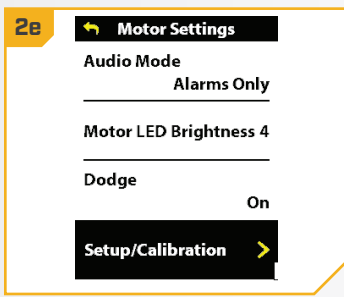 2e
Motor Settings
Audio Mode
Alarms Only
Motor LED Brightness 4
Dodge
On
Setup/Calibration